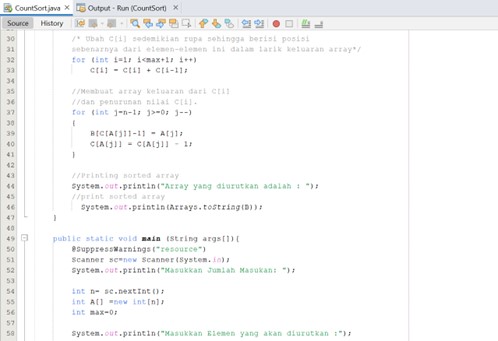 CountSort.java Output - Run (CountSort)
Source History
30 /* Ubah C[i] sedemikian rupa sehingga berisi posisi
31 sebenarnya dari elemen-elemen ini dalam larik keluaran array*/
32 for (int i=1; i<max+1; i++)
33 C[i] = C[i] + C[i-1];
34
35 //Membuat array keluaran dari C[i]
36 //dan penurunan nilai C[i].
37 for (int j=n-1; j>=0; j--)
38 {
39 B[C[A[j]]-1] = A[j];
40 C[A[j]] = C[A[j]] - 1;
41 }
42
43 //Printing sorted array
44 System.out.println("Array yang diurutkan adalah : ");
45 //print sorted array
46 System.out.println(Arrays.toString(B));
47 }
48
49 public static void main (String args[]){
50 @SuppressWarnings("resource")
51 Scanner sc=new Scanner(System.in);
52 System.out.println("Masukkan Jumlah Masukan: ");
53
54 int n= sc.nextInt();
55 int A[] =new int[n];
56 int max=0;
57
58 System.out.println("Masukkan Elemen yang akan diurutkan :");